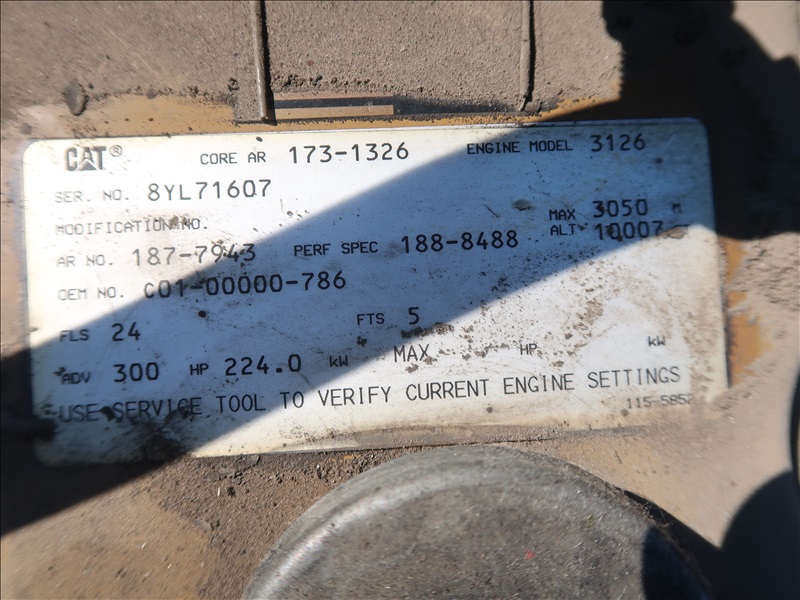 CAT® CORE AR 173-1326 ENGINE MODEL 3126
SER. NO. 8YL71607
MODIFICATION NO.
MAX ALT 3050 M
10007
AR NO. 187-7943 PERF SPEC 188-8488
OEM NO. C01-00000-786
FLS 24 FTS 5
ADV 300 HP 224.0 kW MAX HP kW
USE SERVICE TOOL TO VERIFY CURRENT ENGINE SETTINGS
115-5852